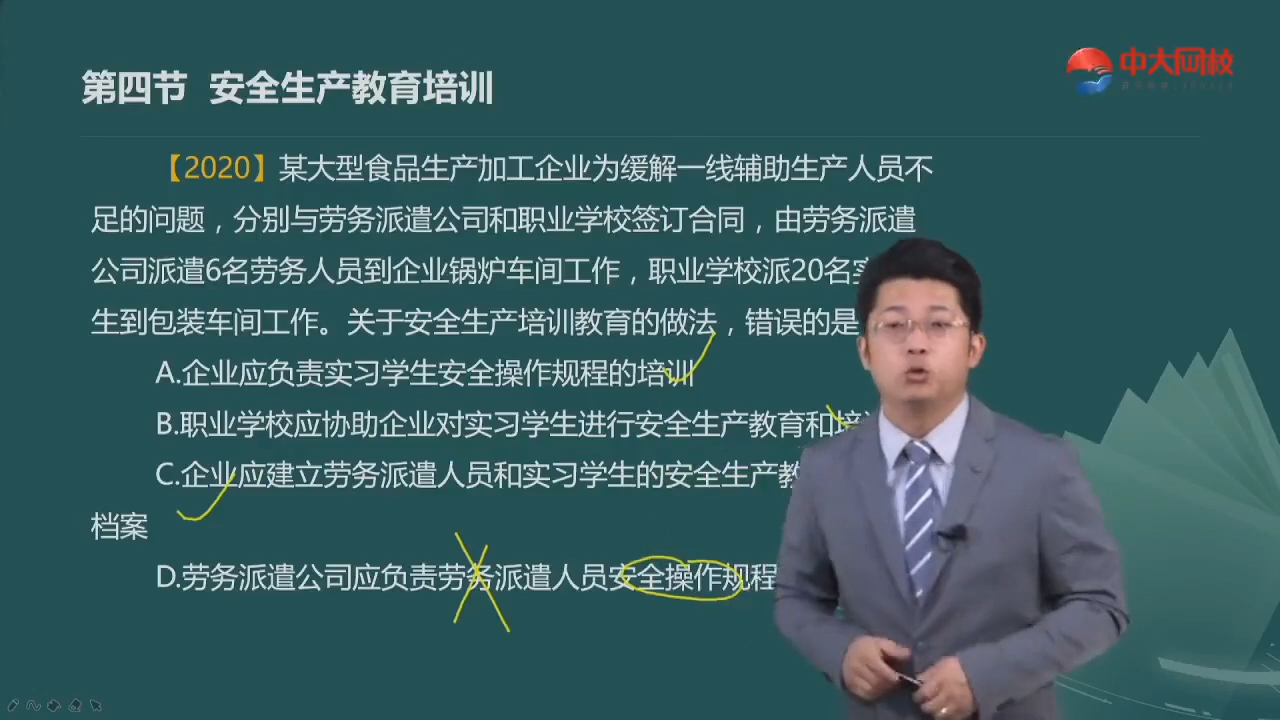 第四节 安全生产教育培训
中大网校
【2020】某大型食品生产加工企业为缓解一线辅助生产人员不
足的问题，分别与劳务派遣公司和职业学校签订合同，由劳务派遣
公司派遣6名劳务人员到企业锅炉车间工作，职业学校派20名
生到包装车间工作。关于安全生产培训教育的做法，错误的是
A.企业应负责实习学生安全操作规程的培训
B.职业学校应协助企业对实习学生进行安全生产教育和培
C.企业应建立劳务派遣人员和实习学生的安全生产教
档案
D.劳务派遣公司应负责劳务派遣人员安全操作规程